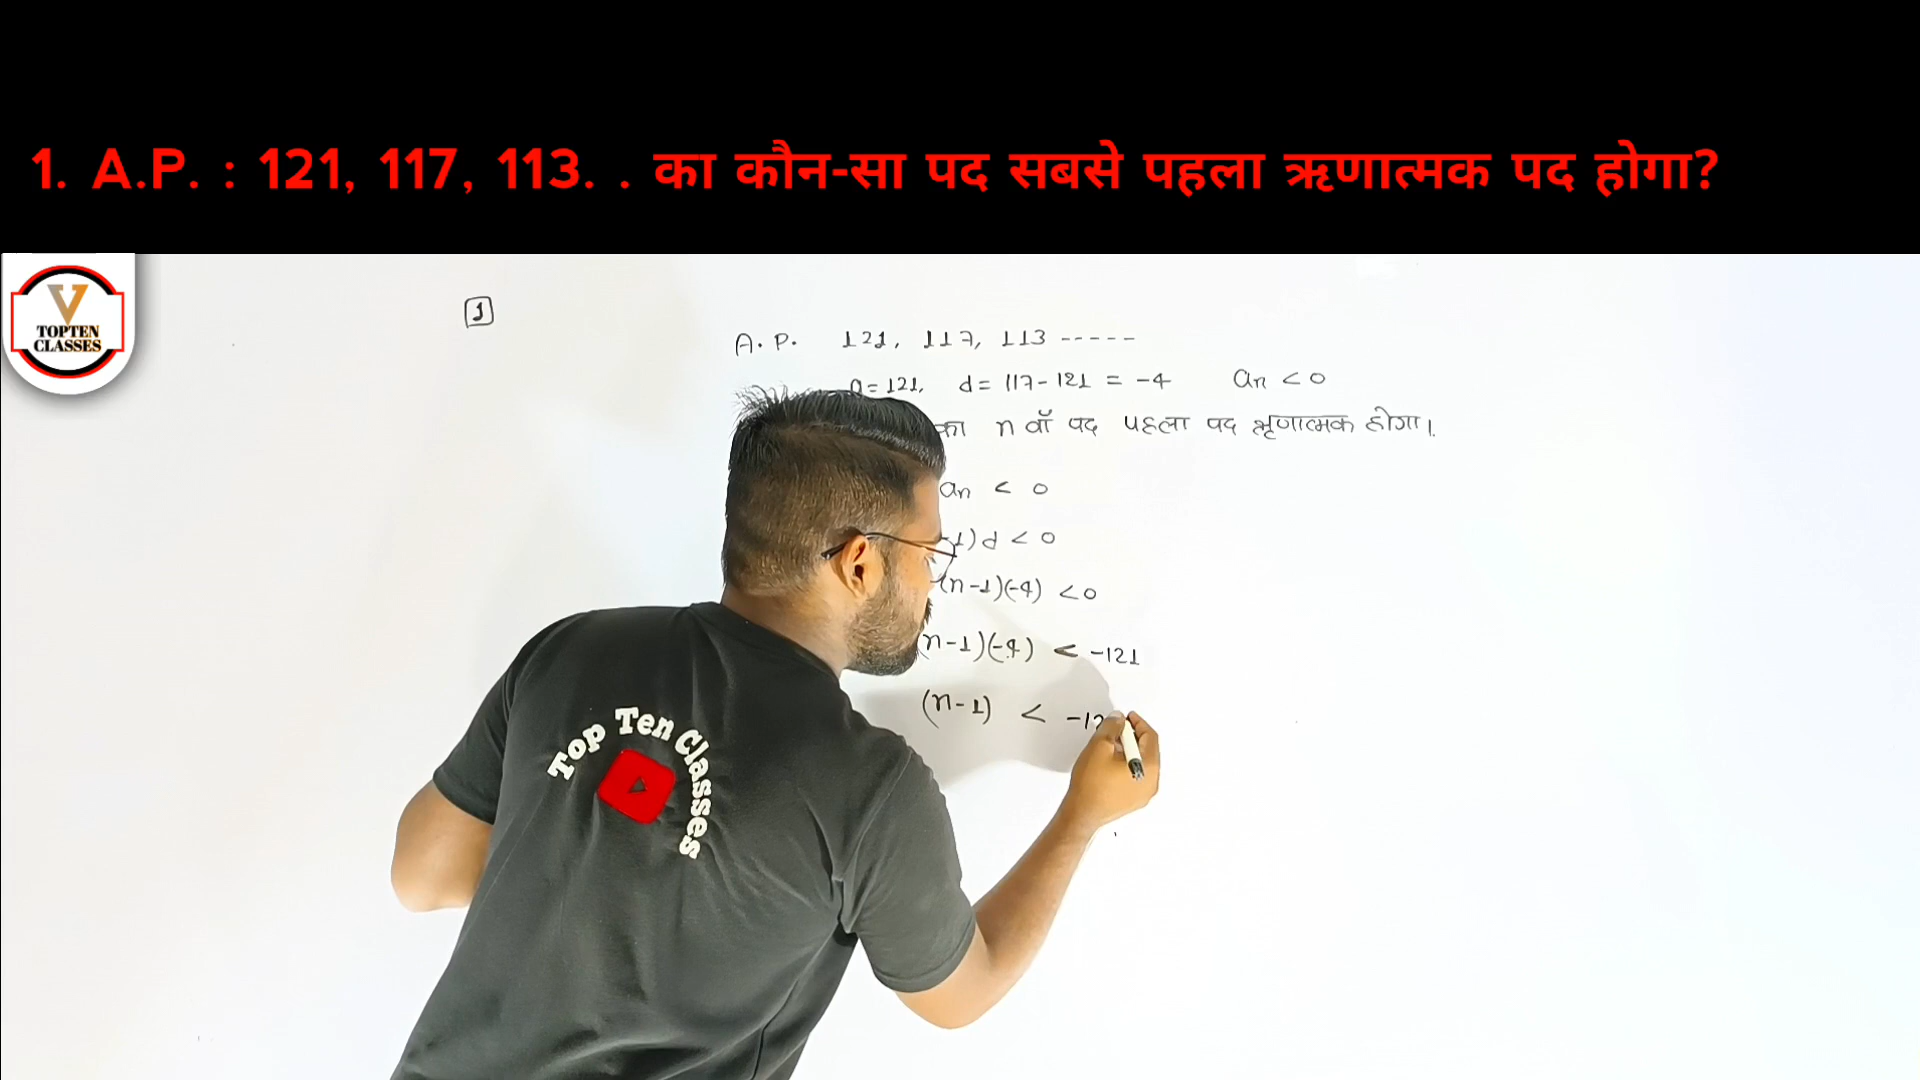 1. A.P. : 121, 117, 113. . का कौन-सा पद सबसे पहला ऋणात्मक पद होगा?
TOPTEN
CLASSES
1
A.P. 121, 117, 113 -----
a=121, d= 117-121 = -4 an <0
का n वाँ पद पहला पद ऋणात्मक होगा।
an < 0
-1)d <0
(n-1)(-4) <0
(n-1)(-4) < -121
(n-1) < -12
Top Ten Classes